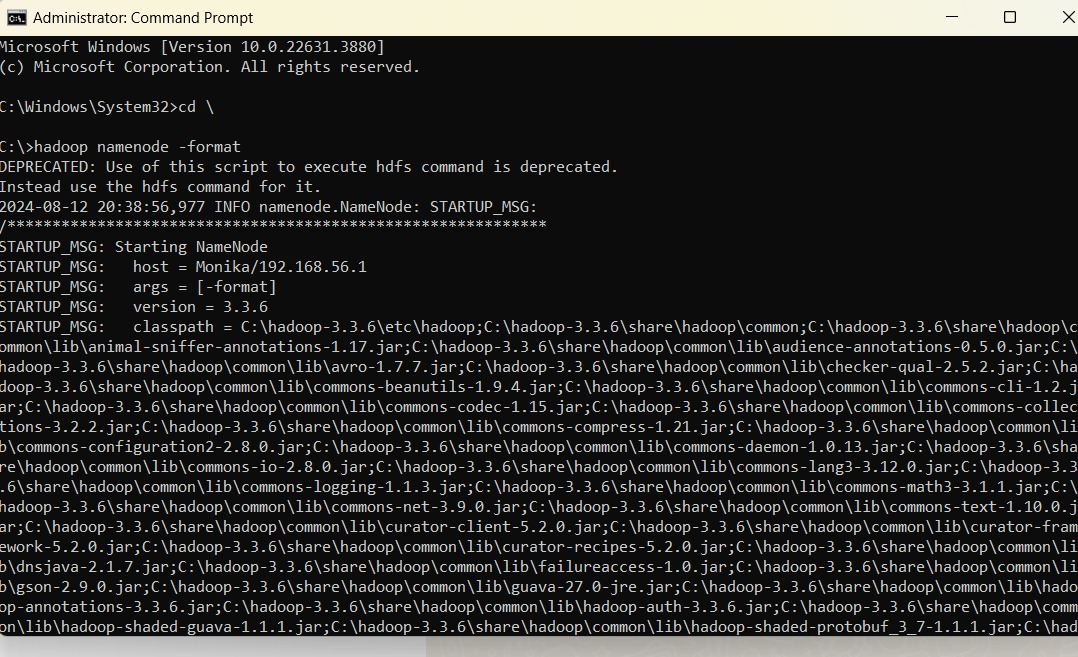 Administrator: Command Prompt
Microsoft Windows [Version 10.0.22631.3880]
(c) Microsoft Corporation. All rights reserved.
C:\Windows\System32>cd \
C:\>hadoop namenode -format
DEPRECATED: Use of this script to execute hdfs command is deprecated.
Instead use the hdfs command for it.
2024-08-12 20:38:56,977 INFO namenode.NameNode: STARTUP_MSG:
/************************************************************
STARTUP_MSG: Starting NameNode
STARTUP_MSG:   host = Monika/192.168.56.1
STARTUP_MSG:   args = [-format]
STARTUP_MSG:   version = 3.3.6
STARTUP_MSG:   classpath = C:\hadoop-3.3.6\etc\hadoop;C:\hadoop-3.3.6\share\hadoop\common;C:\hadoop-3.3.6\share\hadoop\c
ommon\lib\animal-sniffer-annotations-1.17.jar;C:\hadoop-3.3.6\share\hadoop\common\lib\audience-annotations-0.5.0.jar;C:\
hadoop-3.3.6\share\hadoop\common\lib\avro-1.7.7.jar;C:\hadoop-3.3.6\share\hadoop\common\lib\checker-qual-2.5.2.jar;C:\ha
doop-3.3.6\share\hadoop\common\lib\commons-beanutils-1.9.4.jar;C:\hadoop-3.3.6\share\hadoop\common\lib\commons-cli-1.2.j
ar;C:\hadoop-3.3.6\share\hadoop\common\lib\commons-codec-1.15.jar;C:\hadoop-3.3.6\share\hadoop\common\lib\commons-collec
tions-3.2.2.jar;C:\hadoop-3.3.6\share\hadoop\common\lib\commons-compress-1.21.jar;C:\hadoop-3.3.6\share\hadoop\common\li
b\commons-configuration2-2.8.0.jar;C:\hadoop-3.3.6\share\hadoop\common\lib\commons-daemon-1.0.13.jar;C:\hadoop-3.3.6\sha
re\hadoop\common\lib\commons-io-2.8.0.jar;C:\hadoop-3.3.6\share\hadoop\common\lib\commons-lang3-3.12.0.jar;C:\hadoop-3.3
.6\share\hadoop\common\lib\commons-logging-1.1.3.jar;C:\hadoop-3.3.6\share\hadoop\common\lib\commons-math3-3.1.1.jar;C:\
hadoop-3.3.6\share\hadoop\common\lib\commons-net-3.9.0.jar;C:\hadoop-3.3.6\share\hadoop\common\lib\commons-text-1.10.0.j
ar;C:\hadoop-3.3.6\share\hadoop\common\lib\curator-client-5.2.0.jar;C:\hadoop-3.3.6\share\hadoop\common\lib\curator-fram
ework-5.2.0.jar;C:\hadoop-3.3.6\share\hadoop\common\lib\curator-recipes-5.2.0.jar;C:\hadoop-3.3.6\share\hadoop\common\li
b\dnsjava-2.1.7.jar;C:\hadoop-3.3.6\share\hadoop\common\lib\failureaccess-1.0.jar;C:\hadoop-3.3.6\share\hadoop\common\li
b\gson-2.9.0.jar;C:\hadoop-3.3.6\share\hadoop\common\lib\guava-27.0-jre.jar;C:\hadoop-3.3.6\share\hadoop\common\lib\hado
op-annotations-3.3.6.jar;C:\hadoop-3.3.6\share\hadoop\common\lib\hadoop-auth-3.3.6.jar;C:\hadoop-3.3.6\share\hadoop\comm
on\lib\hadoop-shaded-guava-1.1.1.jar;C:\hadoop-3.3.6\share\hadoop\common\lib\hadoop-shaded-protobuf_3_7-1.1.1.jar;C:\had